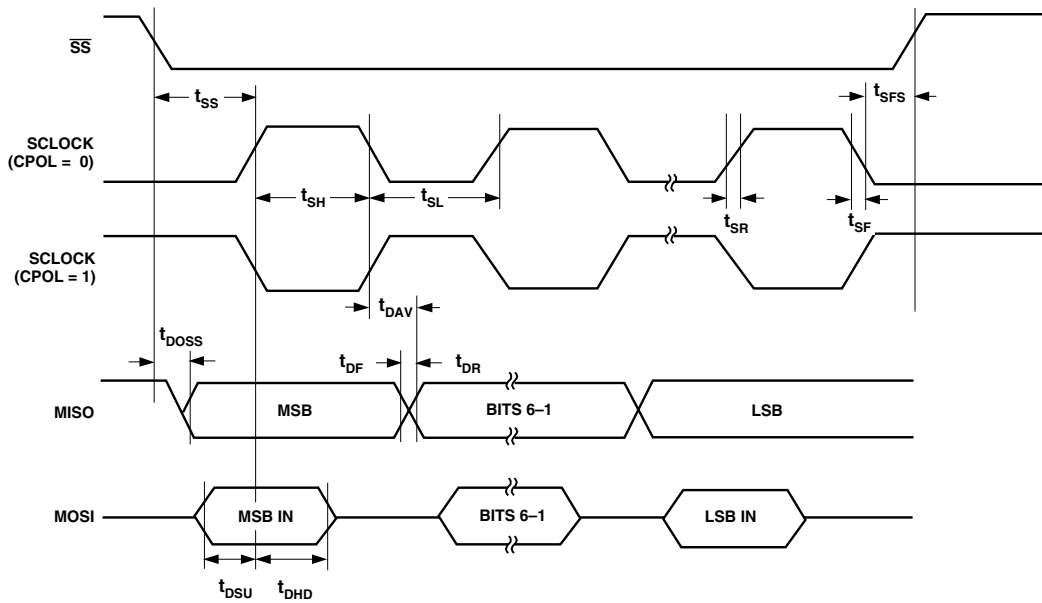 SS
tSS
tSFS
SCLOCK
(CPOL = 0)
tSH
tSL
tSR
tSF
SCLOCK
(CPOL = 1)
tDAV
tDOSS
tDF
tDR
MISO
MSB
BITS 6–1
LSB
MOSI
MSB IN
BITS 6–1
LSB IN
tDSU
tDHD